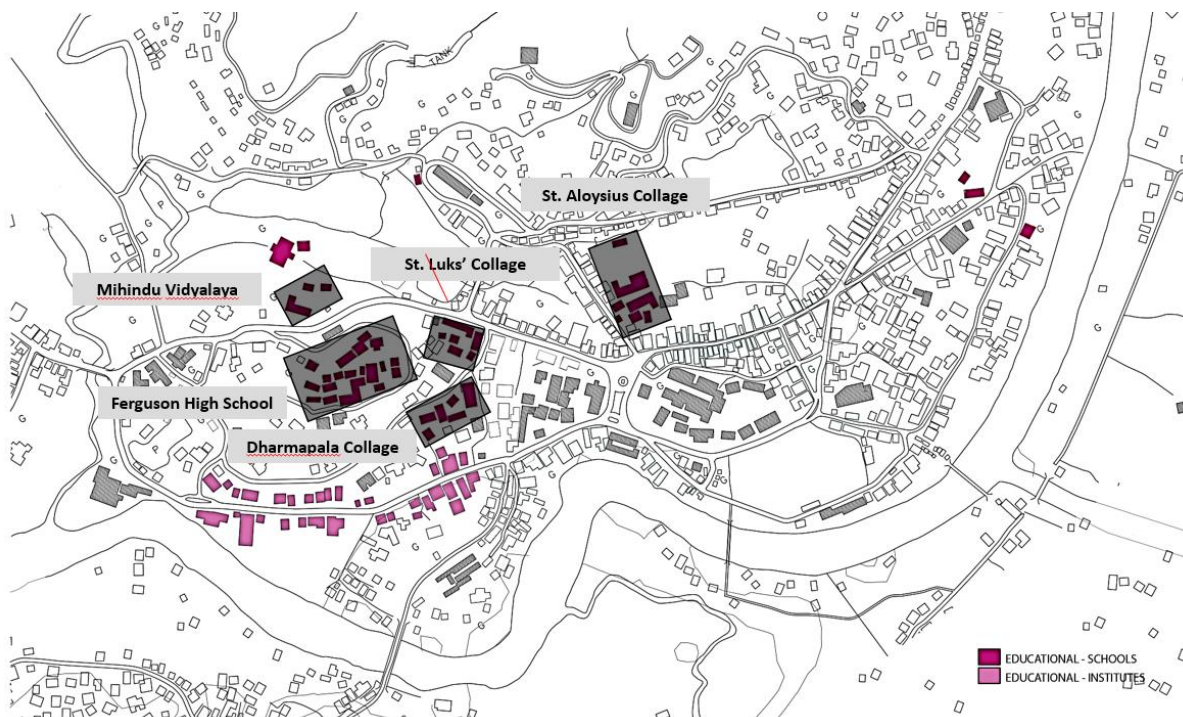 TANK
St. Aloysius Collage
St. Luks' Collage
Mihindu Vidyalaya
Ferguson High School
Dharmapala Collage
EDUCATIONAL - SCHOOLS
EDUCATIONAL - INSTITUTES
G
P